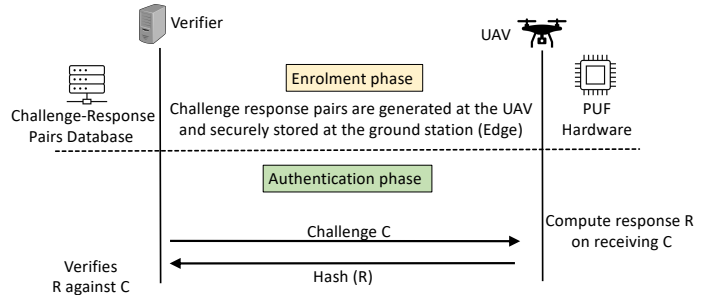 Verifier
UAV
Enrolment phase
Challenge-Response
Pairs Database
Challenge response pairs are generated at the UAV
and securely stored at the ground station (Edge)
PUF
Hardware
Authentication phase
Challenge C
Compute response R
on receiving C
Hash (R)
Verifies
R against C